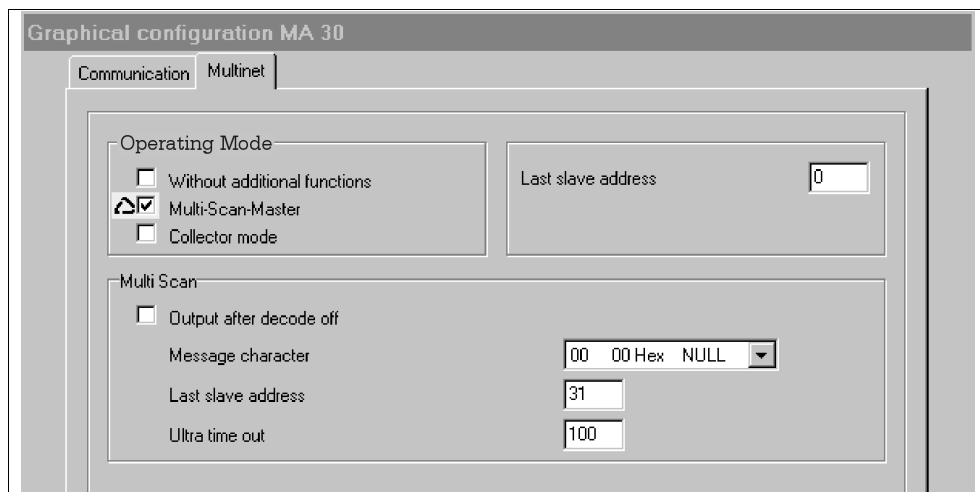 Graphical configuration MA 30
Communication Multinet
Operating Mode
Without additional functions
Multi-Scan-Master
Collector mode
Last slave address 0
Multi Scan
Output after decode off
Message character 00 00 Hex NULL
Last slave address 31
Ultra time out 100